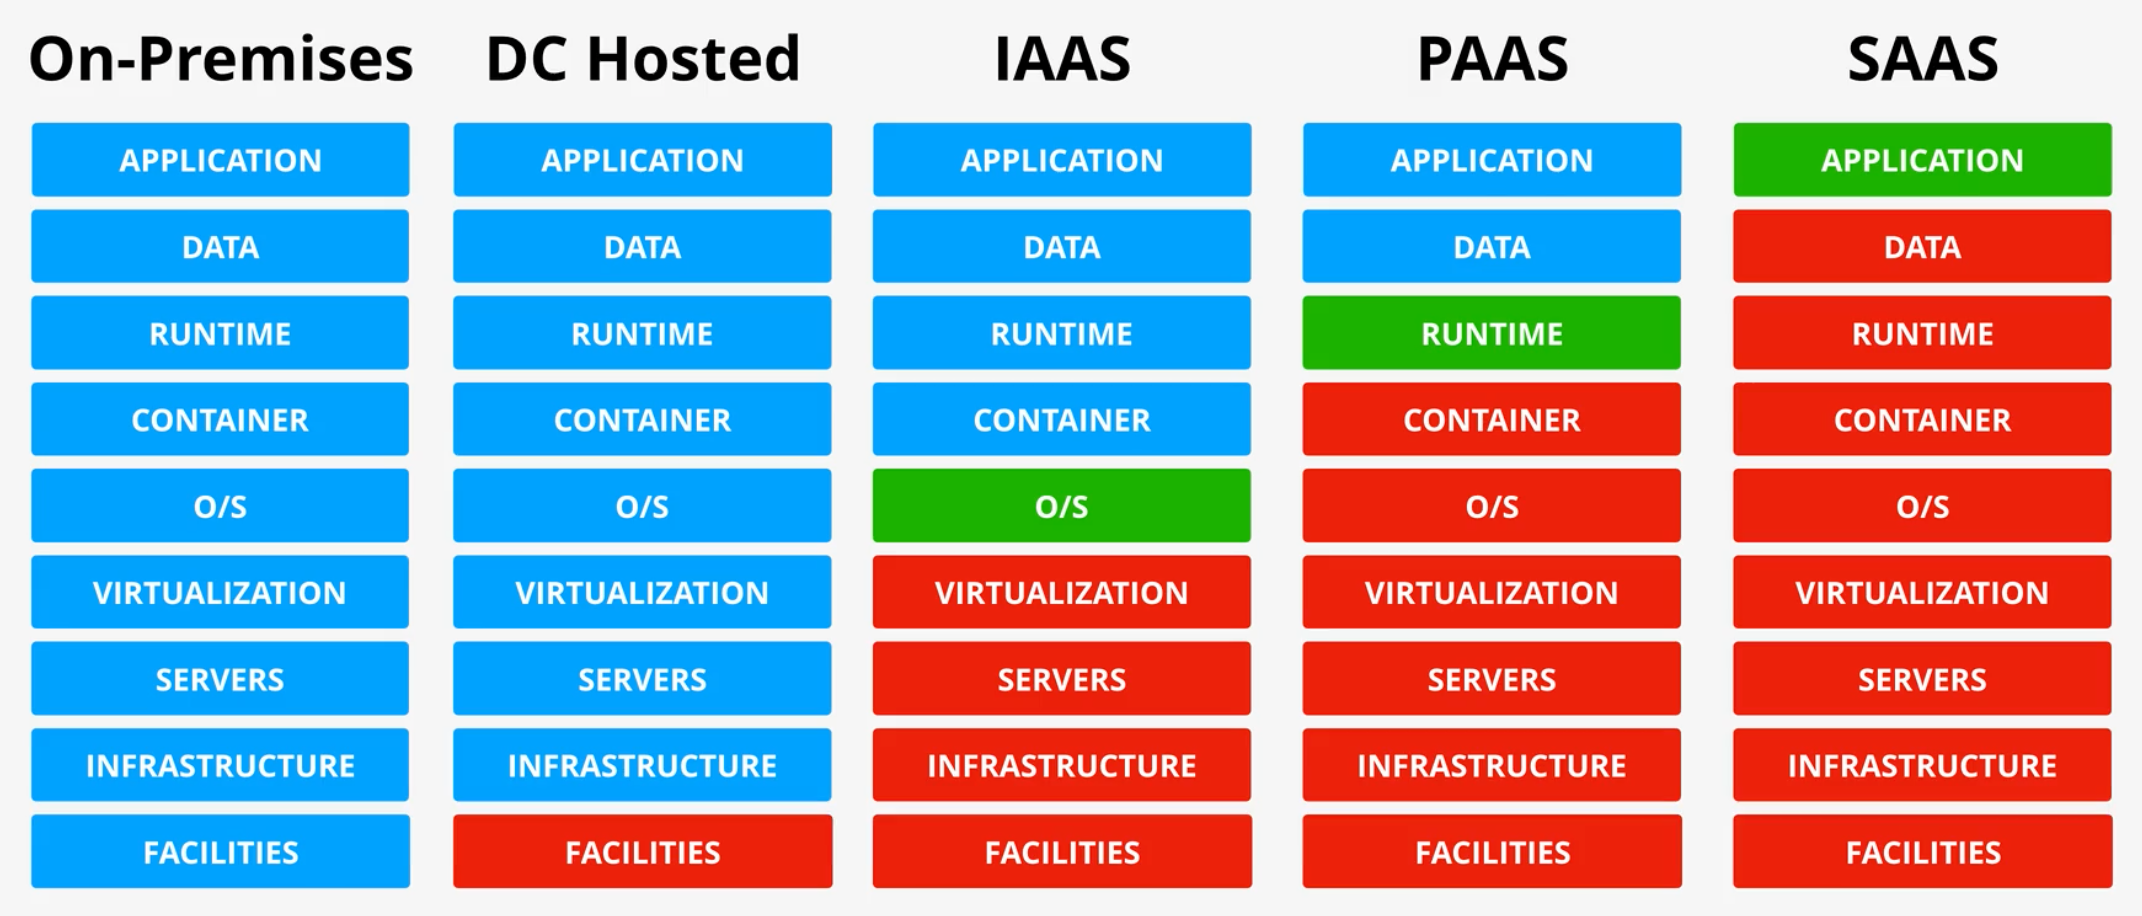 On-Premises DC Hosted IAAS PAAS SAAS
APPLICATION APPLICATION APPLICATION APPLICATION APPLICATION
DATA DATA DATA DATA DATA
RUNTIME RUNTIME RUNTIME RUNTIME RUNTIME
CONTAINER CONTAINER CONTAINER CONTAINER CONTAINER
O/S O/S O/S O/S O/S
VIRTUALIZATION VIRTUALIZATION VIRTUALIZATION VIRTUALIZATION VIRTUALIZATION
SERVERS SERVERS SERVERS SERVERS SERVERS
INFRASTRUCTURE INFRASTRUCTURE INFRASTRUCTURE INFRASTRUCTURE INFRASTRUCTURE
FACILITIES FACILITIES FACILITIES FACILITIES FACILITIES